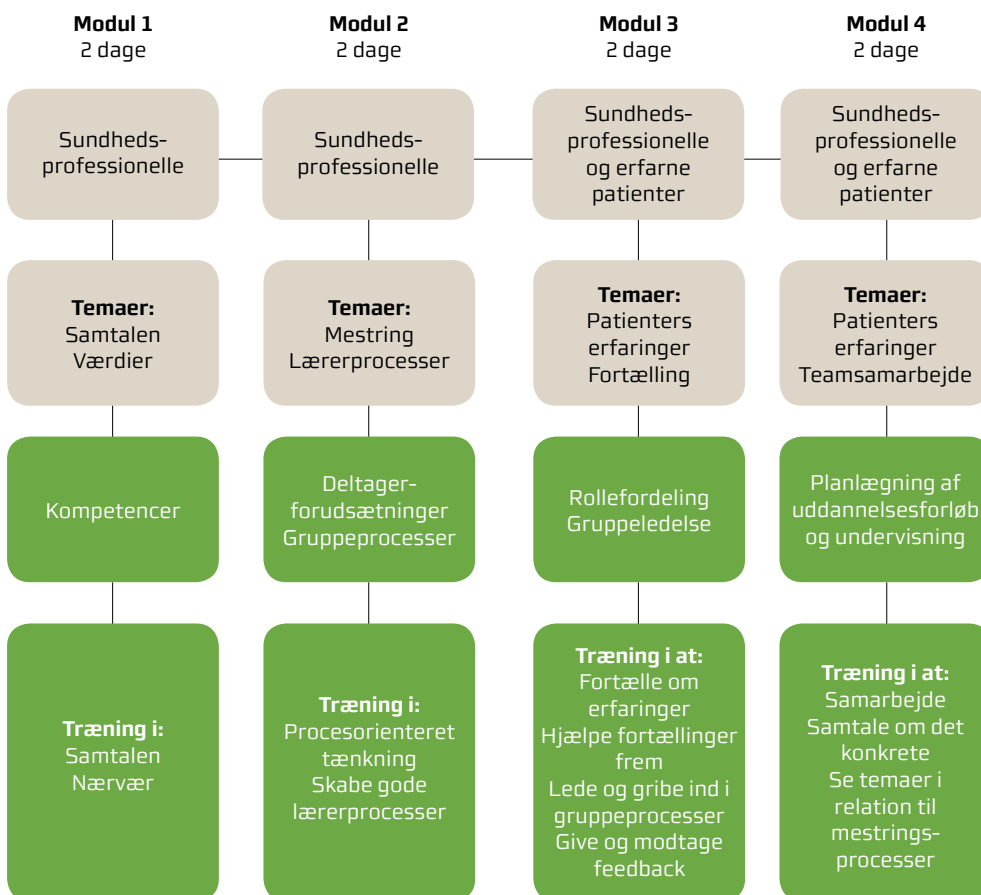 Modul 1
2 dage
Modul 2
2 dage
Modul 3
2 dage
Modul 4
2 dage
Sundheds-
professionelle
Sundheds-
professionelle
Sundheds-
professionelle
og erfarne
patienter
Sundheds-
professionelle
og erfarne
patienter
Temaer:
Samtalen
Værdier
Temaer:
Mestring
Lærerprocesser
Temaer:
Patienters
erfaringer
Fortælling
Temaer:
Patienters
erfaringer
Teamsamarbejde
Kompetencer
Deltager-
forudsætninger
Gruppeprocesser
Rollefordeling
Gruppeledelse
Planlægning af
uddannelsesforløb
og undervisning
Træning i:
Samtalen
Nærvær
Træning i:
Procesorienteret
tænkning
Skabe gode
lærerprocesser
Træning i at:
Fortælle om
erfaringer
Hjælpe fortællinger
frem
Lede og gribe ind i
gruppeprocesser
Give og modtage
feedback
Træning i at:
Samarbejde
Samtale om det
konkrete
Se temaer i
relation til
mestrings-
processer